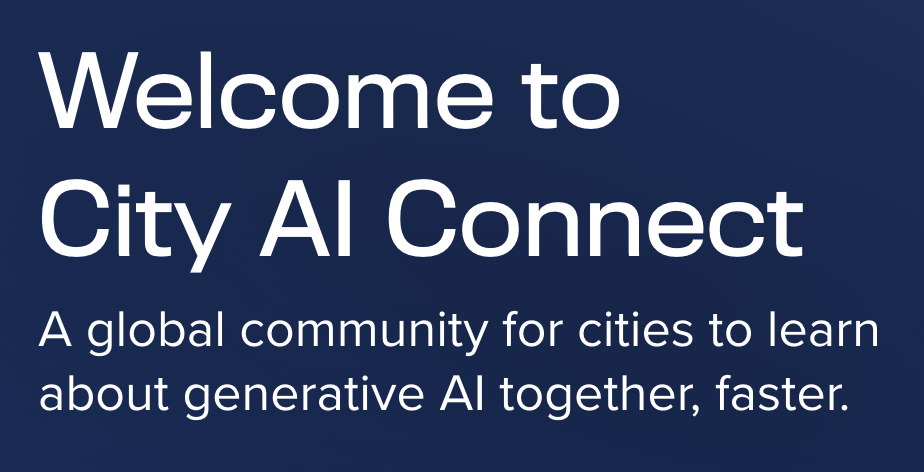 Welcome to
City AI Connect
A global community for cities to learn
about generative AI together, faster.